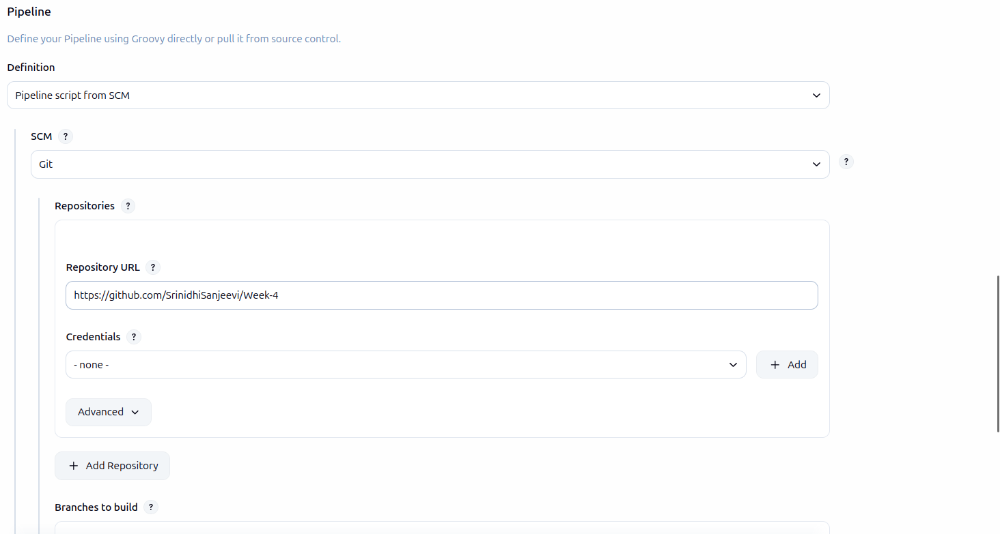 Pipeline
Define your Pipeline using Groovy directly or pull it from source control.
Definition
Pipeline script from SCM
SCM ?
Git
?
Repositories ?
Repository URL ?
https://github.com/SrinidhiSanjeevi/Week-4
Credentials ?
- none -
+ Add
Advanced
+ Add Repository
Branches to build ?